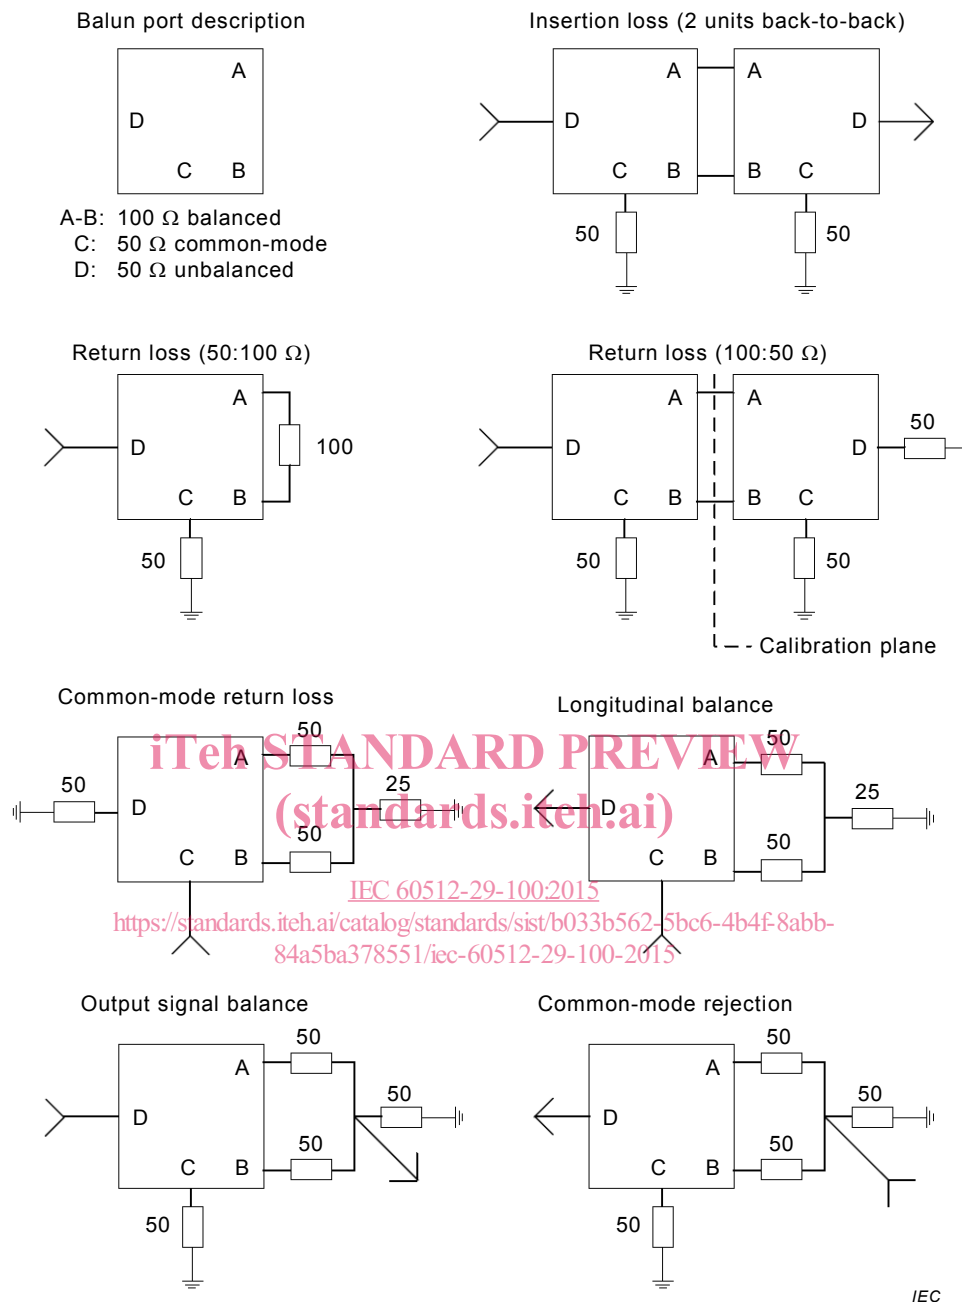 Balun port description
A
D
C B
A-B: 100 Ω balanced
C: 50 Ω common-mode
D: 50 Ω unbalanced
Insertion loss (2 units back-to-back)
A A
D D
C B B C
50 50
Return loss (50:100 Ω)
A
D 100
C B
50
Return loss (100:50 Ω)
A A
50
D D
C B B C
50 50
Calibration plane
Common-mode return loss
50
A
50 25
D
50
C B
Longitudinal balance
50
A
25
D
50
C B
iTeh STANDARD PREVIEW
(standards.iteh.ai)
IEC 60512-29-100:2015
https://standards.iteh.ai/catalog/standards/sist/b033b562-5bc6-4b4f-8abb-
84a5ba378551/iec-60512-29-100-2015
Output signal balance
50
A
50
D
50
C B
50
Common-mode rejection
50
A
50
D
50
C B
50
IEC